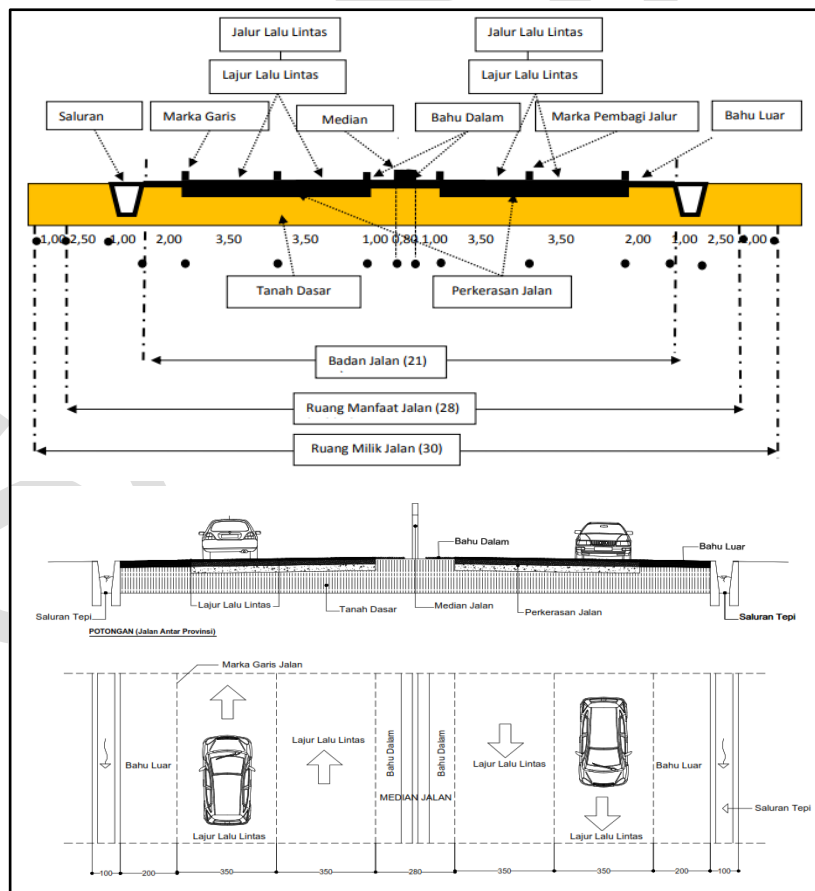 Jalur Lalu Lintas
Jalur Lalu Lintas
Lajur Lalu Lintas
Lajur Lalu Lintas
Saluran
Marka Garis
Median
Bahu Dalam
Marka Pembagi Jalur
Bahu Luar
1,00 2,50 1,00 2,00 3,50 3,50 1,00 0,80 1,00 3,50 3,50 2,00 1,00 2,50 1,00
Tanah Dasar
Perkerasan Jalan
Badan Jalan (21)
Ruang Manfaat Jalan (28)
Ruang Milik Jalan (30)
Bahu Dalam
Bahu Luar
Saluran Tepi
Lajur Lalu Lintas
Tanah Dasar
Median Jalan
Perkerasan Jalan
Saluran Tepi
POTONGAN (Jalan Antar Provinsi)
Marka Garis Jalan
Bahu Luar
Lajur Lalu Lintas
Bahu Dalam
Bahu Dalam
Lajur Lalu Lintas
Bahu Luar
MEDIAN JALAN
Saluran Tepi
Lajur Lalu Lintas
Lajur Lalu Lintas
100 200 350 350 280 350 350 200 100